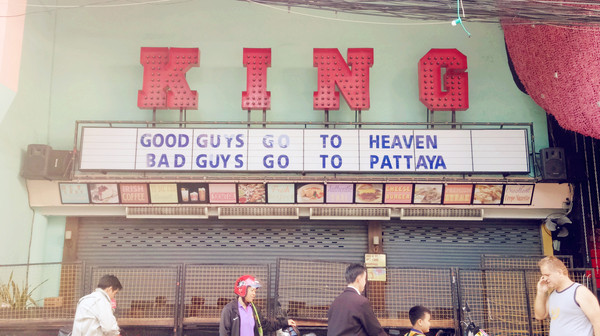 KING
GOOD GUYS GO TO HEAVEN
BAD GUYS GO TO PATTAYA